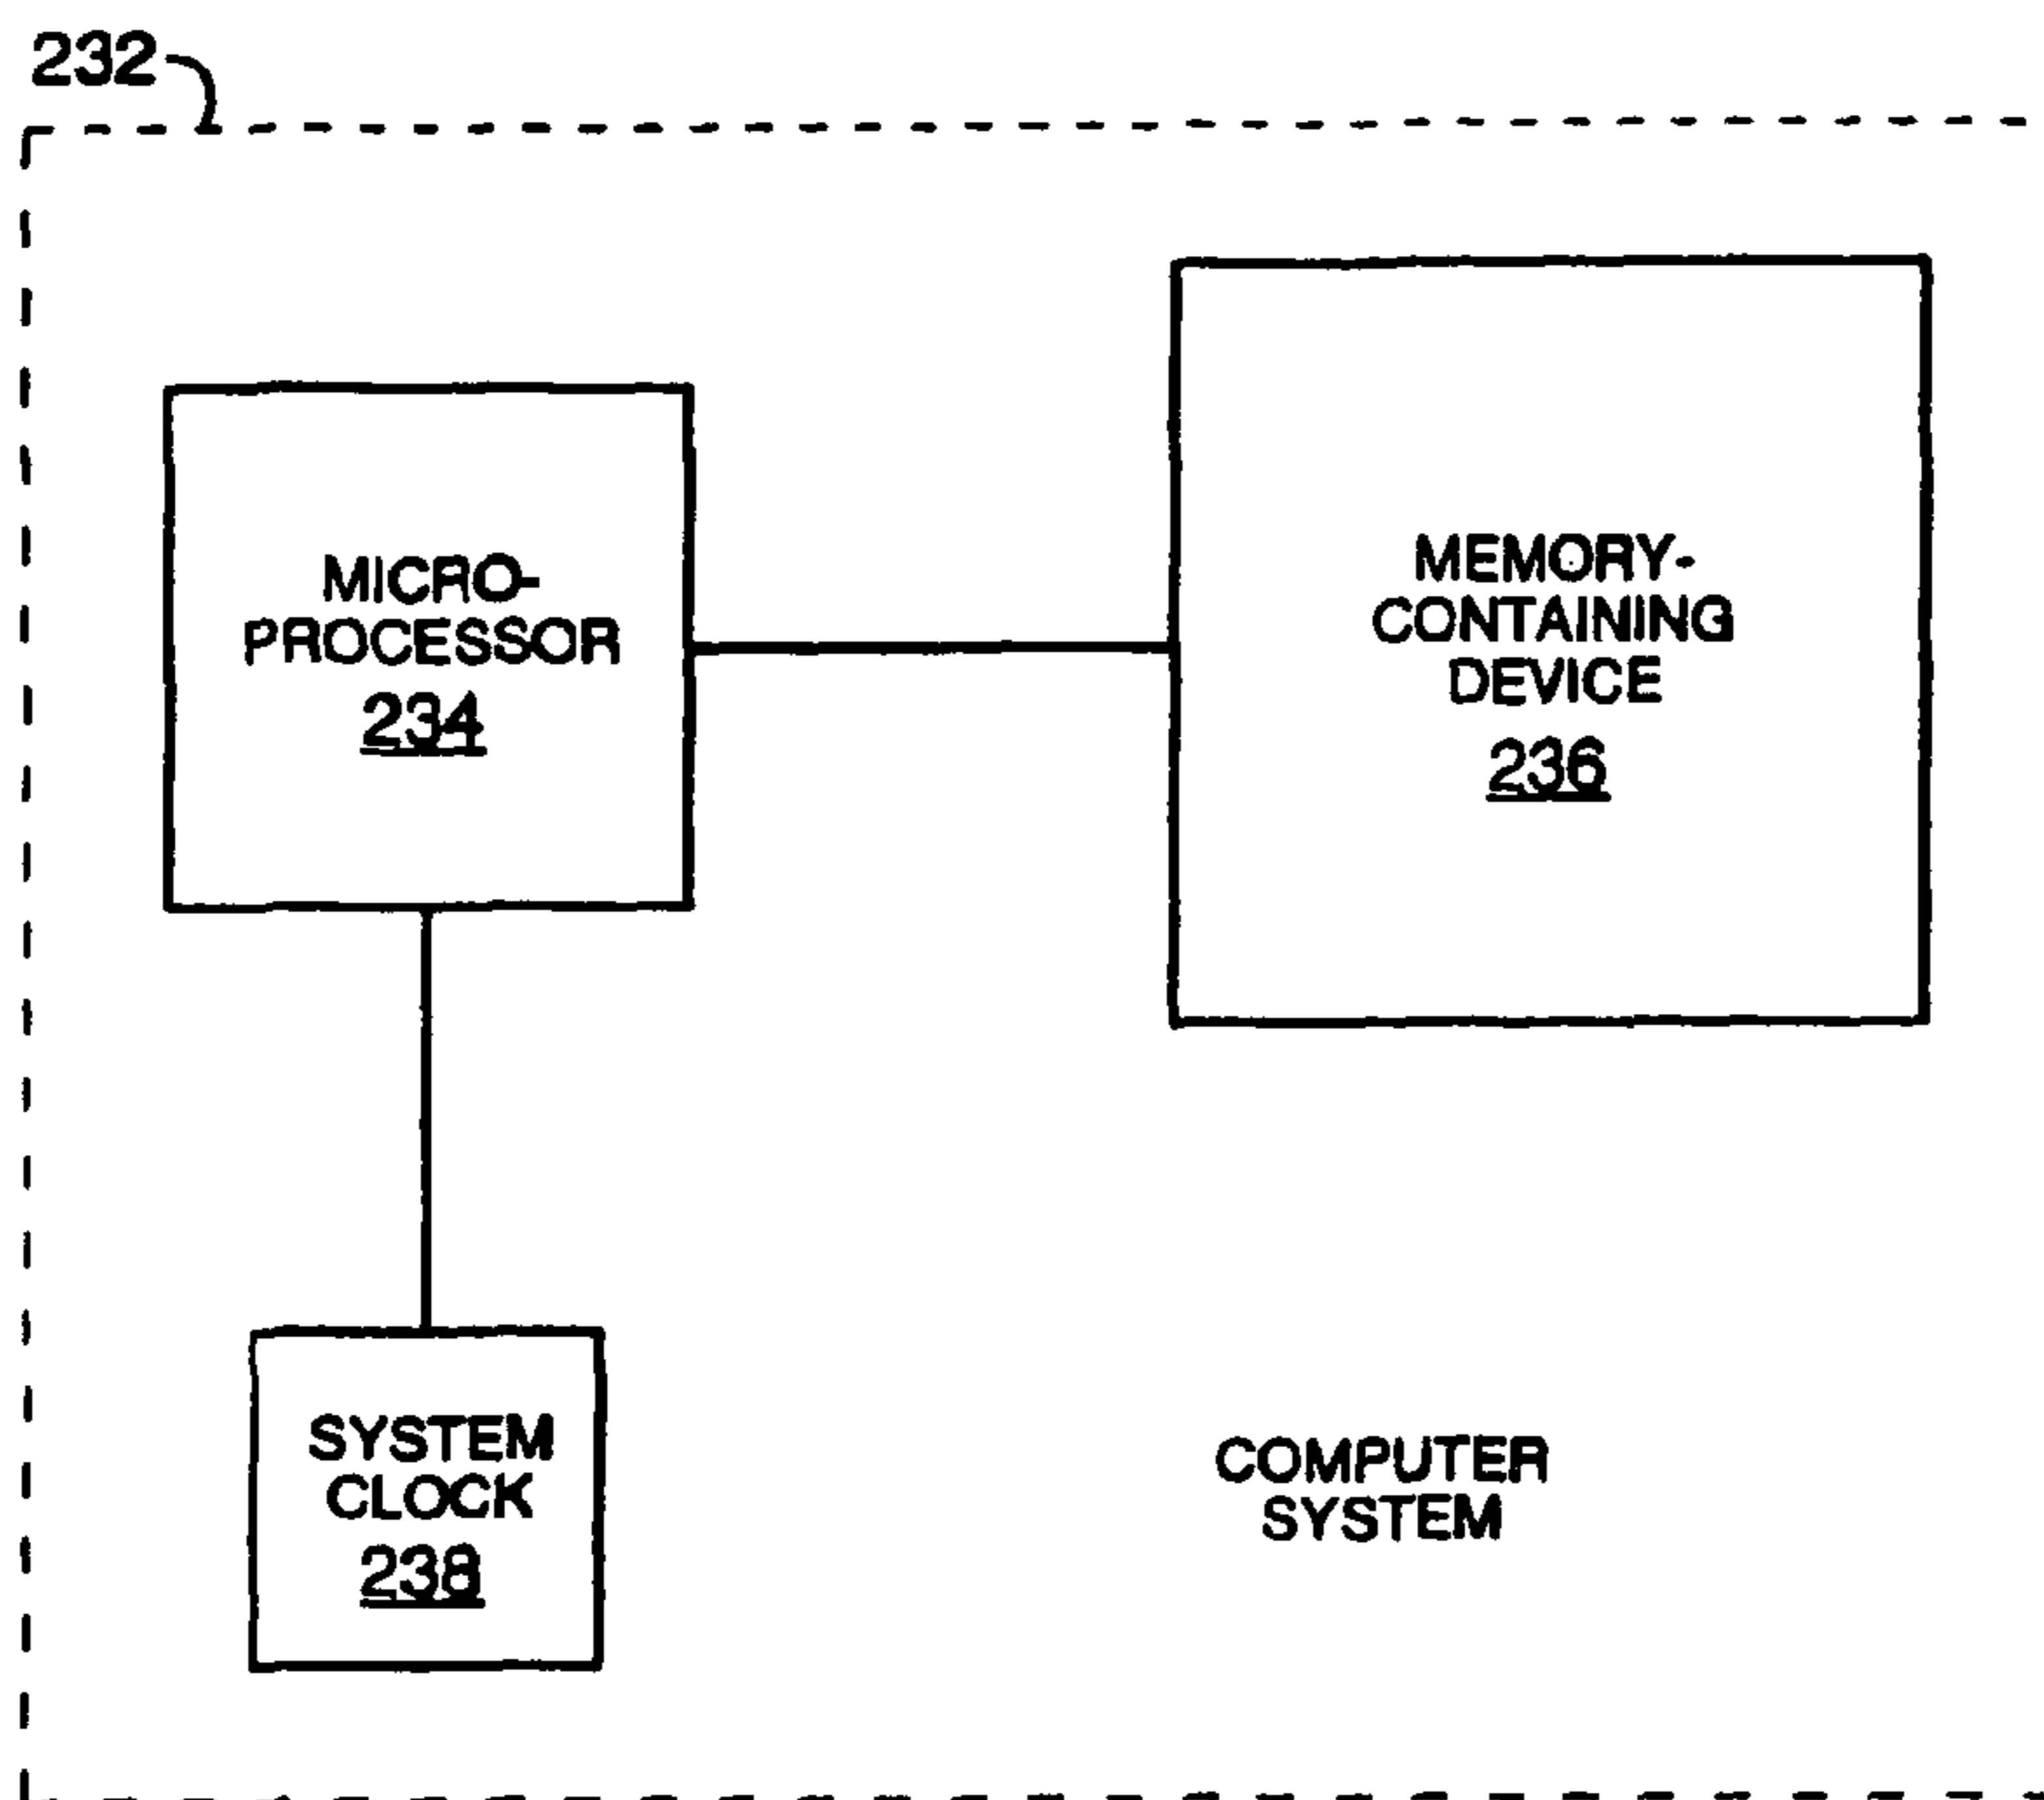 232
MICRO-
PROCESSOR
234
MEMORY-
CONTAINING
DEVICE
236
SYSTEM
CLOCK
238
COMPUTER
SYSTEM